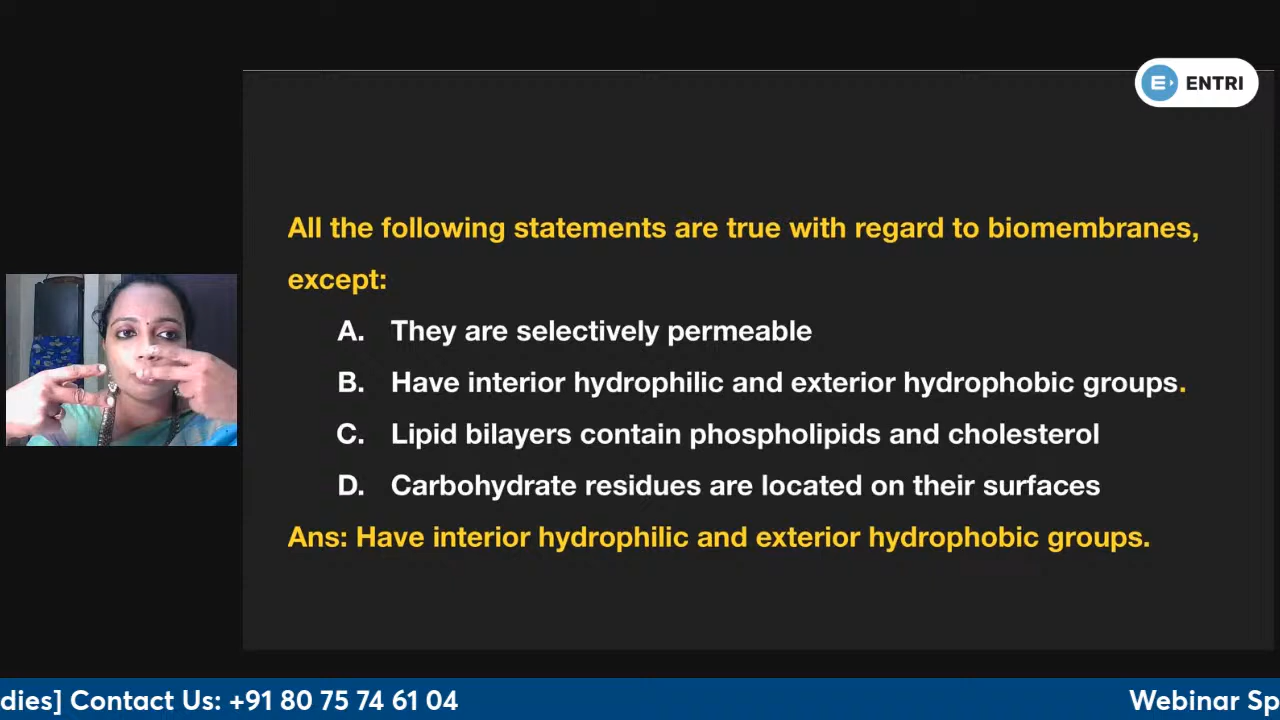 ENTRI
All the following statements are true with regard to biomembranes,
except:
A. They are selectively permeable
B. Have interior hydrophilic and exterior hydrophobic groups.
C. Lipid bilayers contain phospholipids and cholesterol
D. Carbohydrate residues are located on their surfaces
Ans: Have interior hydrophilic and exterior hydrophobic groups.
dies] Contact Us: +91 80 75 74 61 04 Webinar Sp